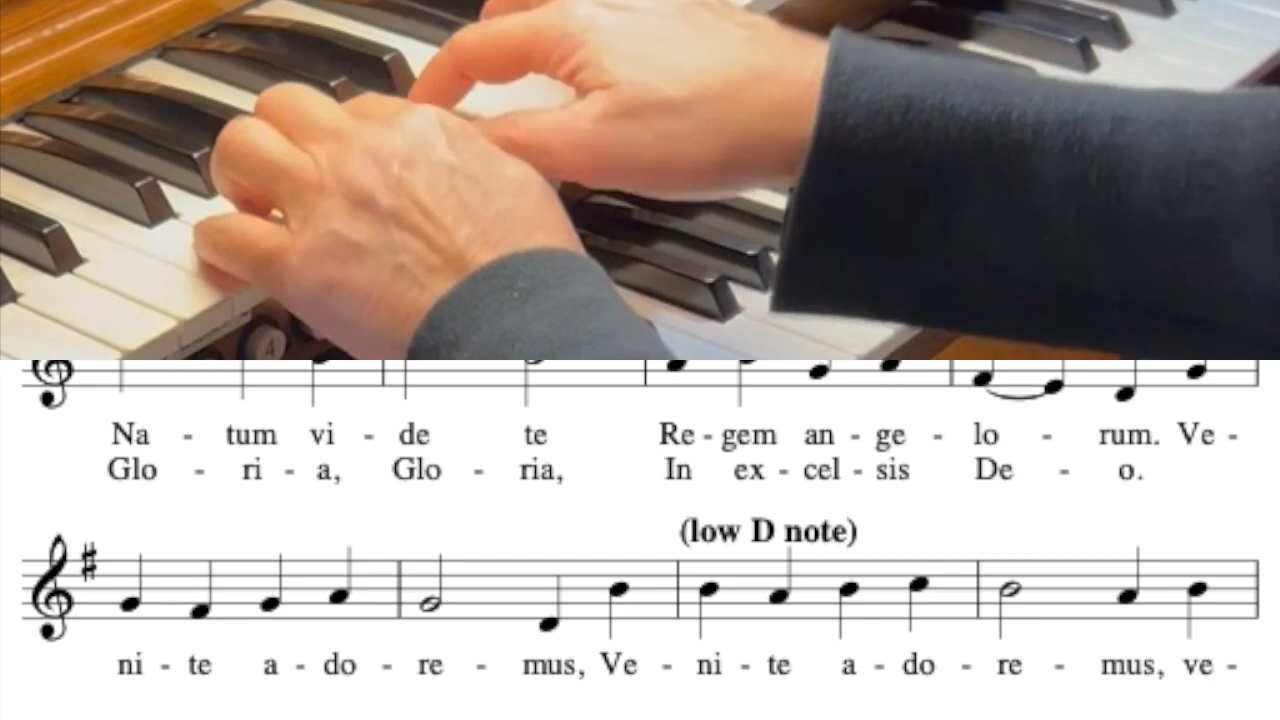 Na - tum vi - de te Re - gem an - ge - lo - rum. Ve -
Glo - ri - a, Glo - ria, In ex - cel - sis De - o.
(low D note)
ni - te a - do - re - mus, Ve - ni - te a - do - re - mus, ve -